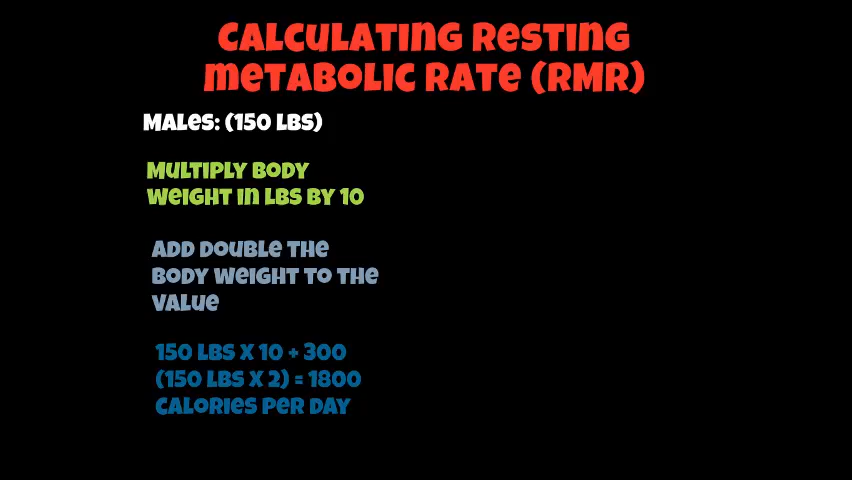 Calculating Resting
Metabolic Rate (RMR)
Males: (150 lbs)
Multiply body
weight in lbs by 10
Add double the
body weight to the
value
150 lbs x 10 + 300
(150 lbs x 2) = 1800
calories per day